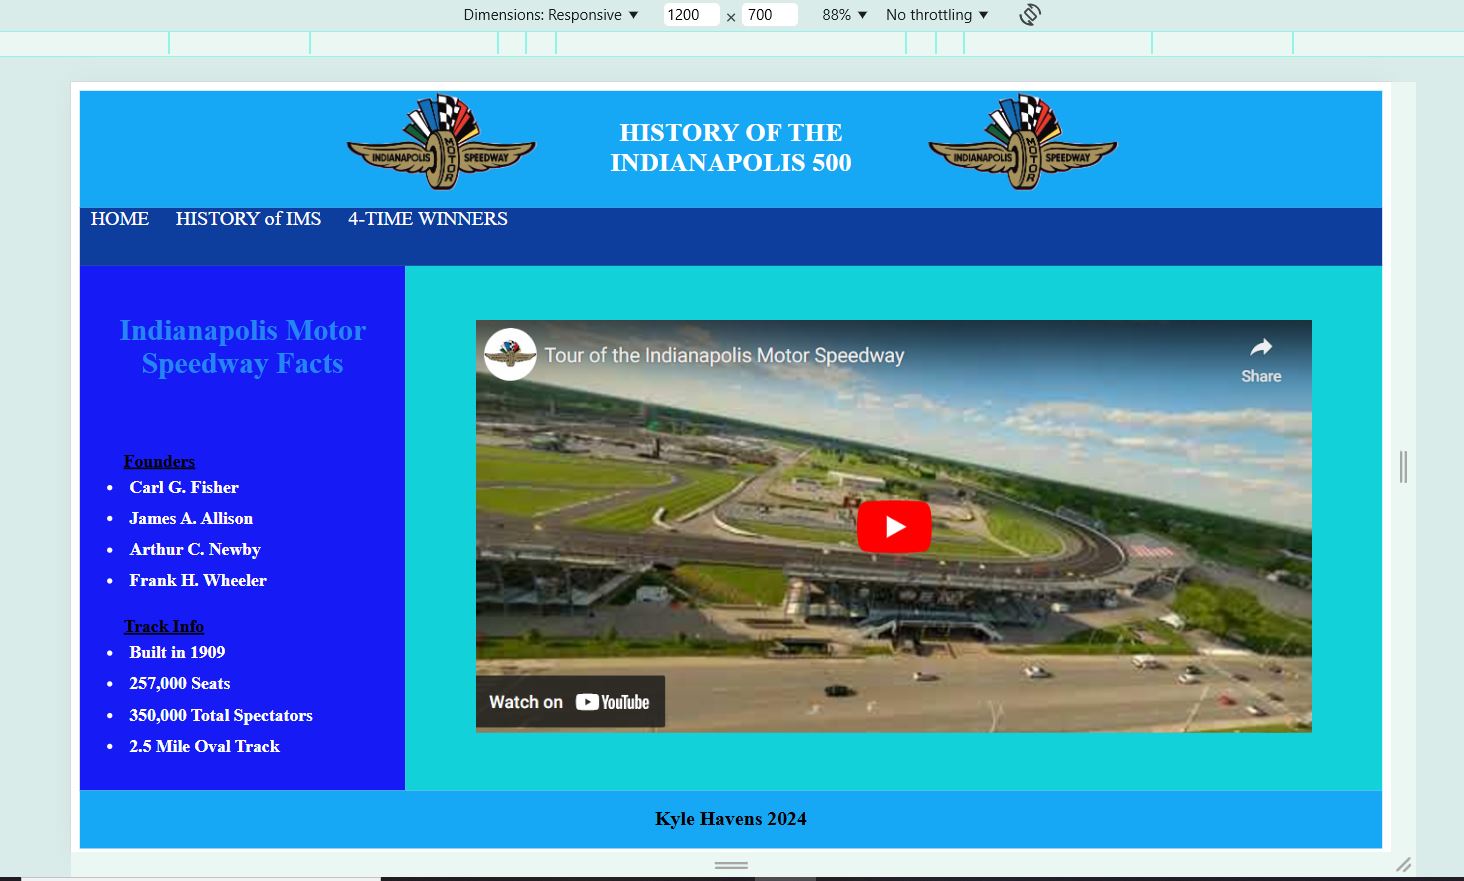 Dimensions: Responsive ▼ 1200 × 700 88% ▼ No throttling ▼
INDIANAPOLIS MOTOR SPEEDWAY
HISTORY OF THE
INDIANAPOLIS 500
INDIANAPOLIS MOTOR SPEEDWAY
HOME HISTORY of IMS 4-TIME WINNERS
Indianapolis Motor
Speedway Facts
Founders
• Carl G. Fisher
• James A. Allison
• Arthur C. Newby
• Frank H. Wheeler
Track Info
• Built in 1909
• 257,000 Seats
• 350,000 Total Spectators
• 2.5 Mile Oval Track
Tour of the Indianapolis Motor Speedway
Share
Watch on YouTube
Kyle Havens 2024